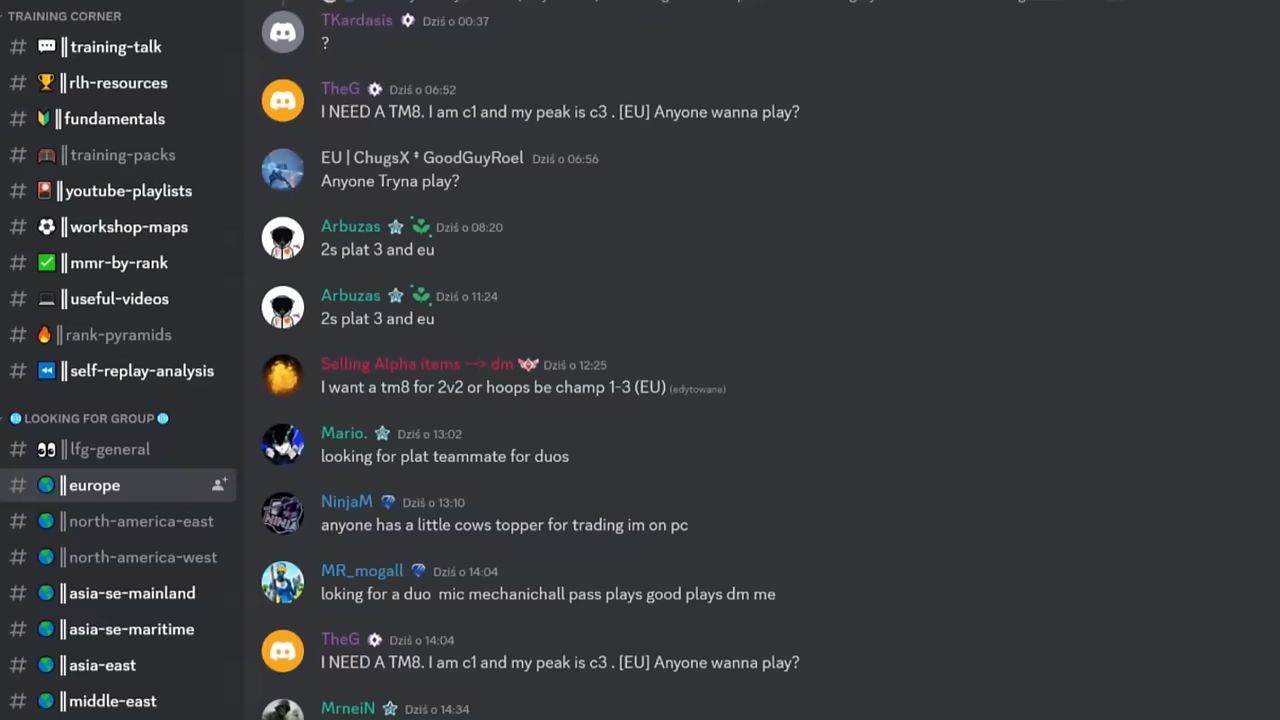 TRAINING CORNER
# training-talk
# rlh-resources
# fundamentals
# training-packs
# youtube-playlists
# workshop-maps
# mmr-by-rank
# useful-videos
# rank-pyramids
# self-replay-analysis
LOOKING FOR GROUP
# lfg-general
# europe
# north-america-east
# north-america-west
# asia-se-mainland
# asia-se-maritime
# asia-east
# middle-east
TKardasis Dziś o 00:37
?
TheG Dziś o 06:52
I NEED A TM8. I am c1 and my peak is c3 . [EU] Anyone wanna play?
EU | ChugsX * GoodGuyRoel Dziś o 06:56
Anyone Tryna play?
Arbuzas Dziś o 08:20
2s plat 3 and eu
Arbuzas Dziś o 11:24
2s plat 3 and eu
Selling Alpha items --> dm Dziś o 12:25
I want a tm8 for 2v2 or hoops be champ 1-3 (EU) (edytowane)
Mario. Dziś o 13:02
looking for plat teammate for duos
NinjaM Dziś o 13:10
anyone has a little cows topper for trading im on pc
MR_mogall Dziś o 14:04
loking for a duo mic mechanichall pass plays good plays dm me
TheG Dziś o 14:04
I NEED A TM8. I am c1 and my peak is c3 . [EU] Anyone wanna play?
MrneiN Dziś o 14:34